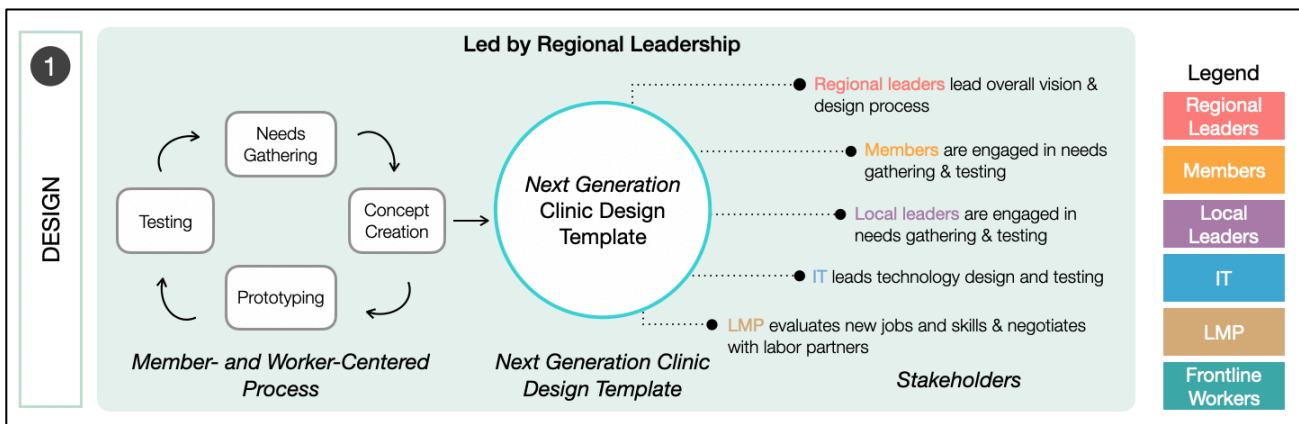 1
DESIGN
Led by Regional Leadership
Needs
Gathering
Concept
Creation
Prototyping
Testing
Member- and Worker-Centered
Process
Next Generation
Clinic Design
Template
Next Generation Clinic
Design Template
Regional leaders lead overall vision &
design process
Members are engaged in needs
gathering & testing
Local leaders are engaged in
needs gathering & testing
IT leads technology design and testing
LMP evaluates new jobs and skills & negotiates
with labor partners
Stakeholders
Legend
Regional
Leaders
Members
Local
Leaders
IT
LMP
Frontline
Workers